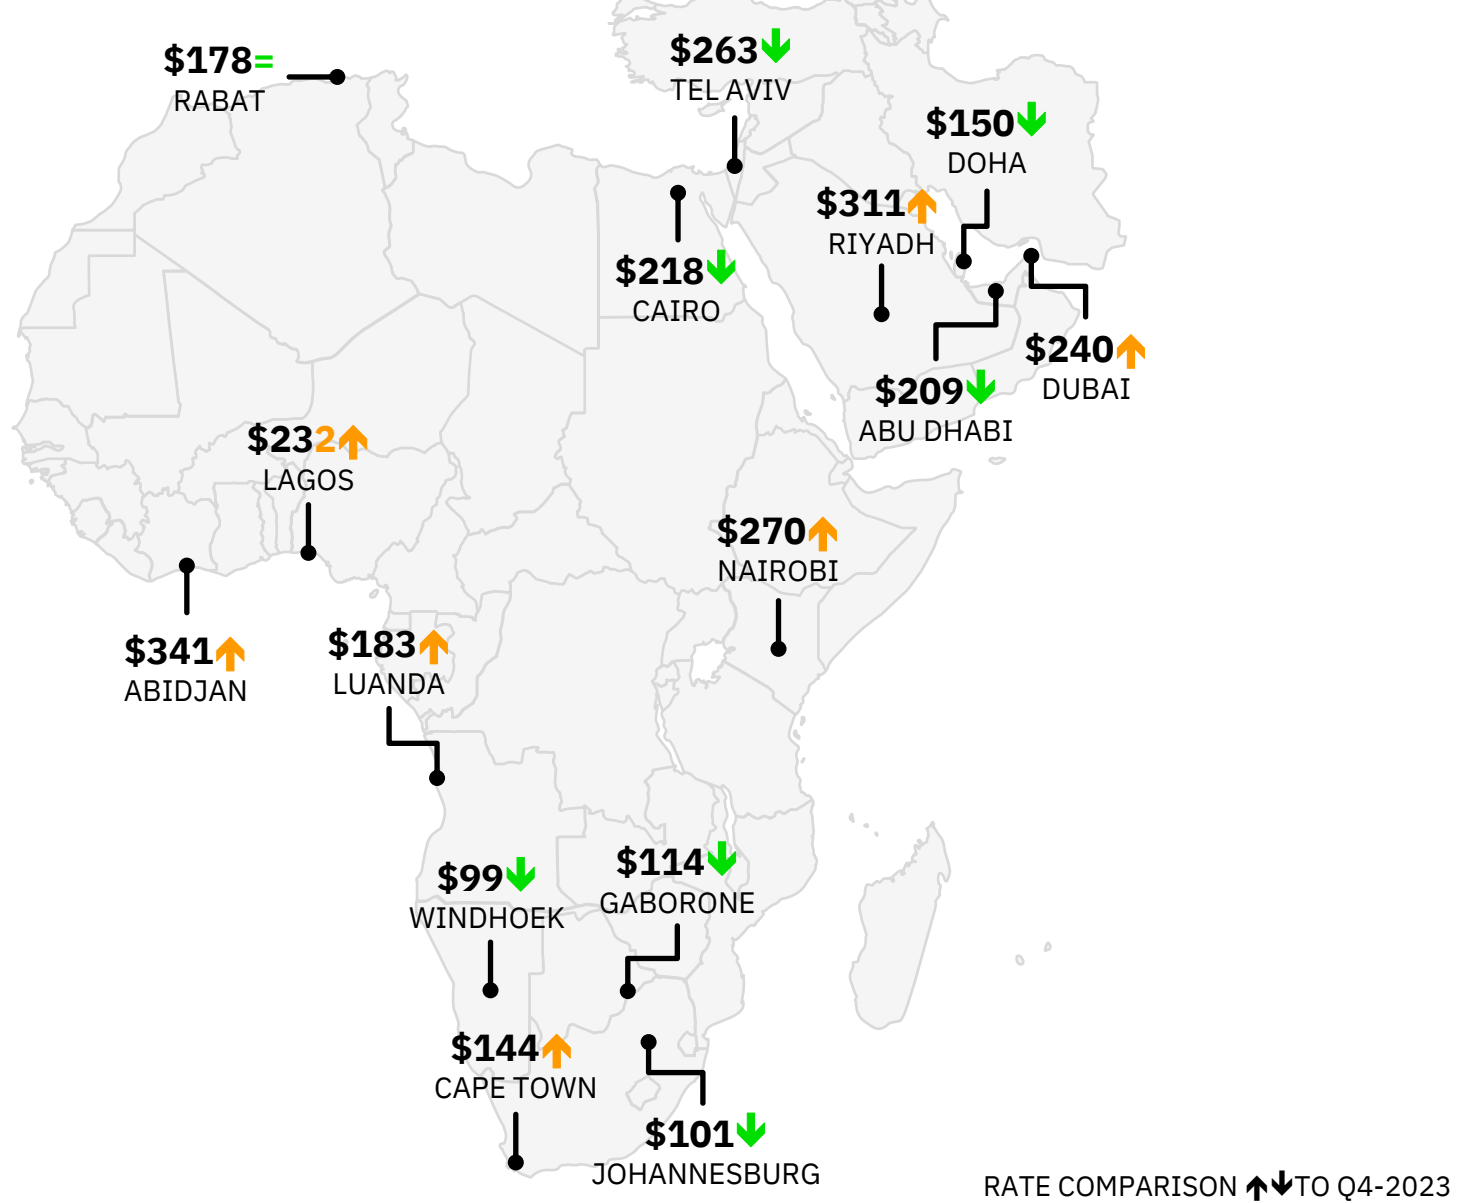 $178=
RABAT
$263↓
TEL AVIV
$150↓
DOHA
$311↑
RIYADH
$218↓
CAIRO
$240↑
DUBAI
$209↓
ABU DHABI
$232↑
LAGOS
$270↑
NAIROBI
$341↑
ABIDJAN
$183↑
LUANDA
$99↓
WINDHOEK
$114↓
GABORONE
$144↑
CAPE TOWN
$101↓
JOHANNESBURG
RATE COMPARISON ↑↓TO Q4-2023